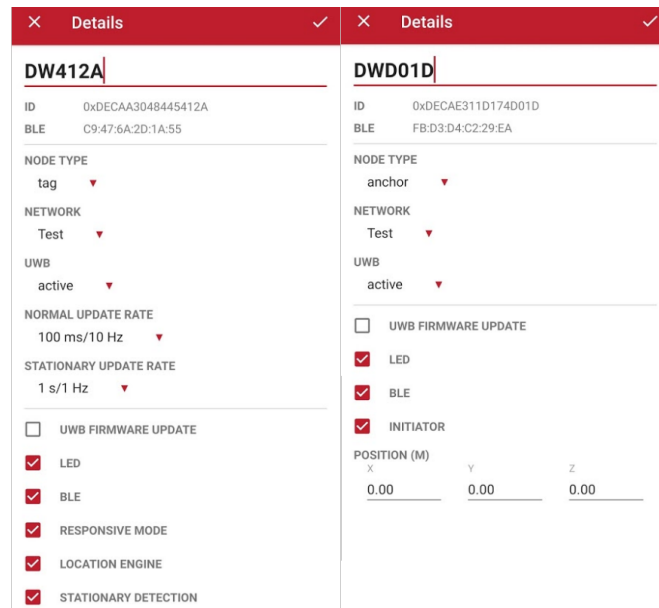 Details
DW412A
ID 0xDECAA3048445412A
BLE C9:47:6A:2D:1A:55
NODE TYPE
tag
NETWORK
Test
UWB
active
NORMAL UPDATE RATE
100 ms/10 Hz
STATIONARY UPDATE RATE
1 s/1 Hz
UWB FIRMWARE UPDATE
LED
BLE
RESPONSIVE MODE
LOCATION ENGINE
STATIONARY DETECTION
Details
DWD01D
ID 0xDECAE311D174D01D
BLE FB:D3:D4:C2:29:EA
NODE TYPE
anchor
NETWORK
Test
UWB
active
UWB FIRMWARE UPDATE
LED
BLE
INITIATOR
POSITION (M)
X Y Z
0.00 0.00 0.00